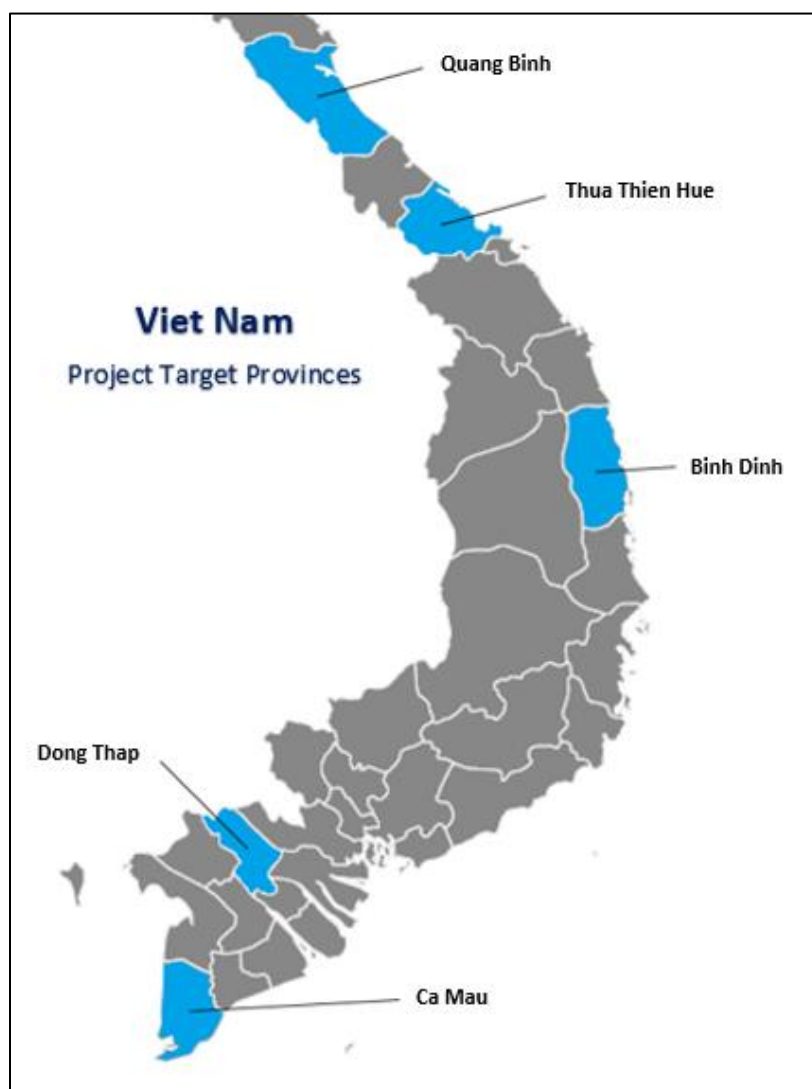 Quang Binh
Thua Thien Hue
Viet Nam
Project Target Provinces
Binh Dinh
Dong Thap
Ca Mau